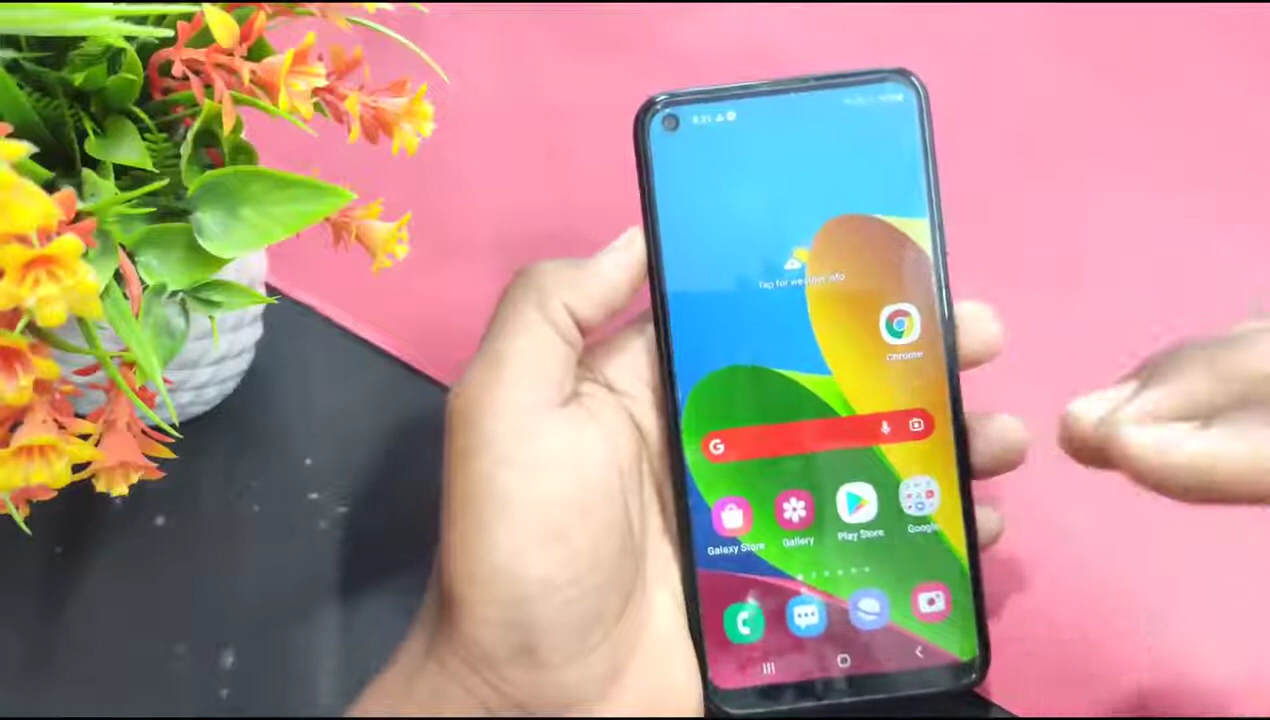 Tap for weather info
Chrome
G
Galaxy Store
Gallery
Play Store
Google